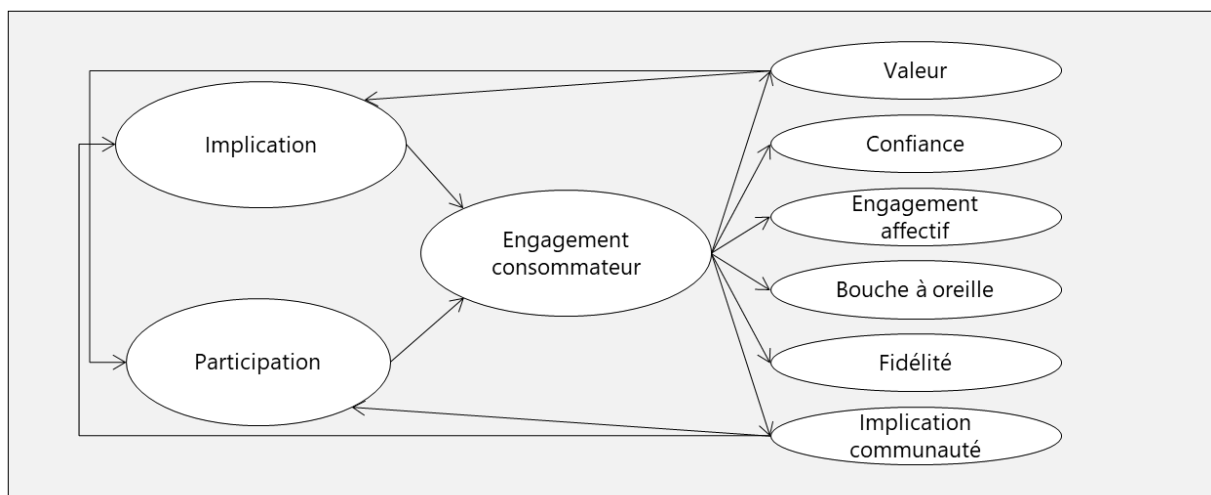 Implication
Participation
Engagement
consommateur
Valeur
Confiance
Engagement
affectif
Bouche à oreille
Fidélité
Implication
communauté